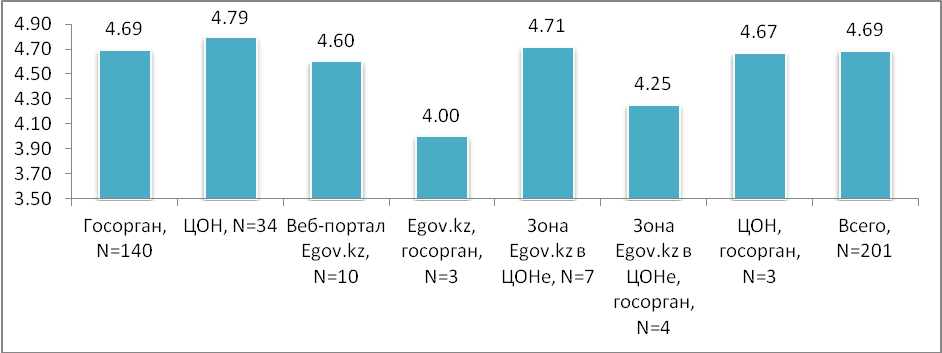 4.90
4.70
4.50
4.30
4.10
3.90
3.70
3.50
4.69
4.79
4.60
4.00
4.71
4.25
4.67
4.69
Госорган,
N=140
ЦОН, N=34
Веб-портал
Egov.kz,
N=10
Egov.kz,
госорган,
N=3
Зона
Egov.kz в
ЦОНе, N=7
Зона
Egov.kz в
ЦОНе,
госорган,
N=4
ЦОН,
госорган,
N=3
Всего,
N=201